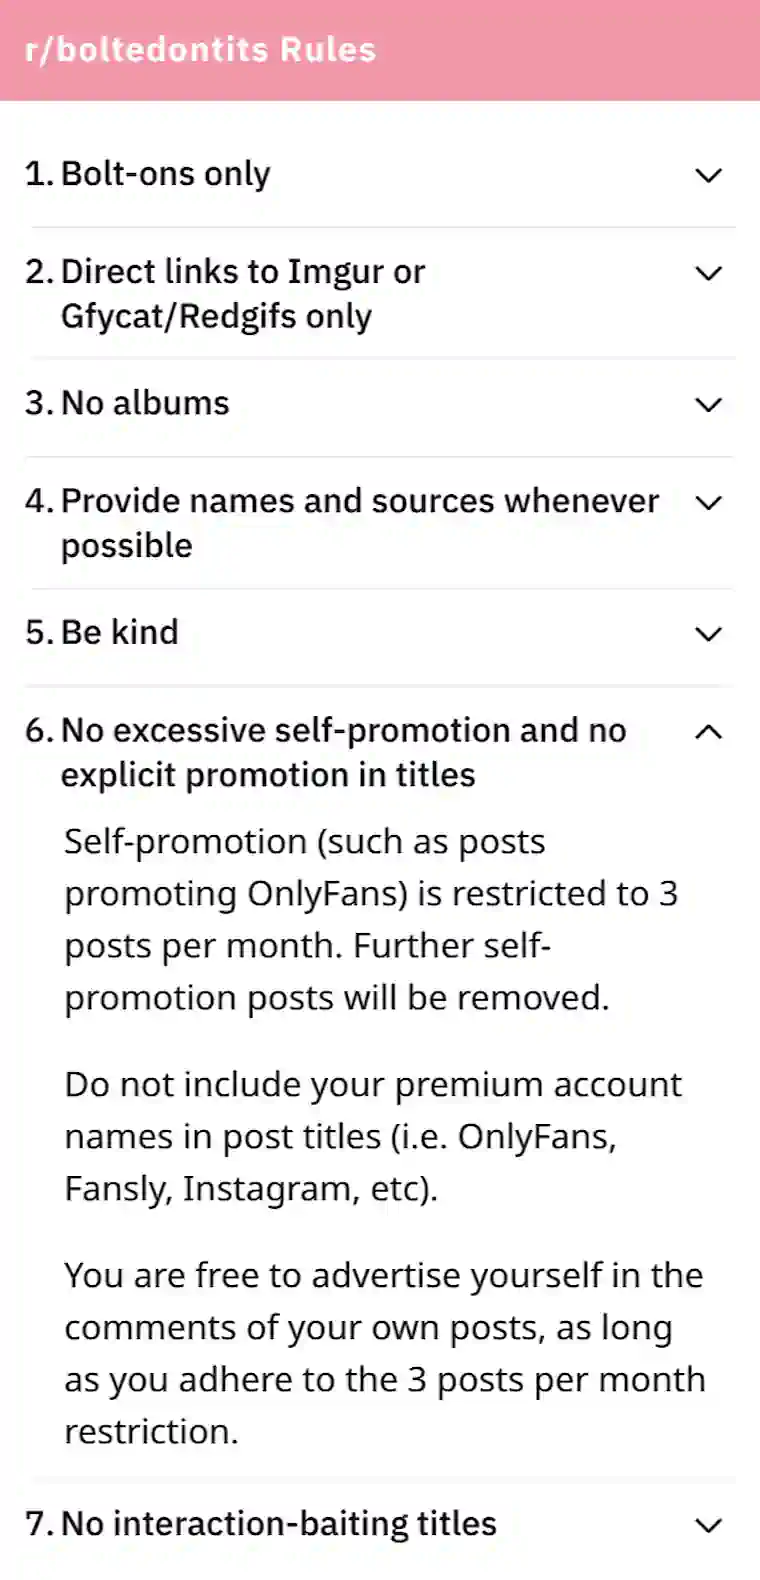 r/boltedontits Rules
1. Bolt-ons only
2. Direct links to Imgur or
Gfycat/Redgifs only
3. No albums
4. Provide names and sources whenever
possible
5. Be kind
6. No excessive self-promotion and no
explicit promotion in titles
Self-promotion (such as posts
promoting OnlyFans) is restricted to 3
posts per month. Further self-
promotion posts will be removed.
Do not include your premium account
names in post titles (i.e. OnlyFans,
Fansly, Instagram, etc).
You are free to advertise yourself in the
comments of your own posts, as long
as you adhere to the 3 posts per month
restriction.
7. No interaction-baiting titles